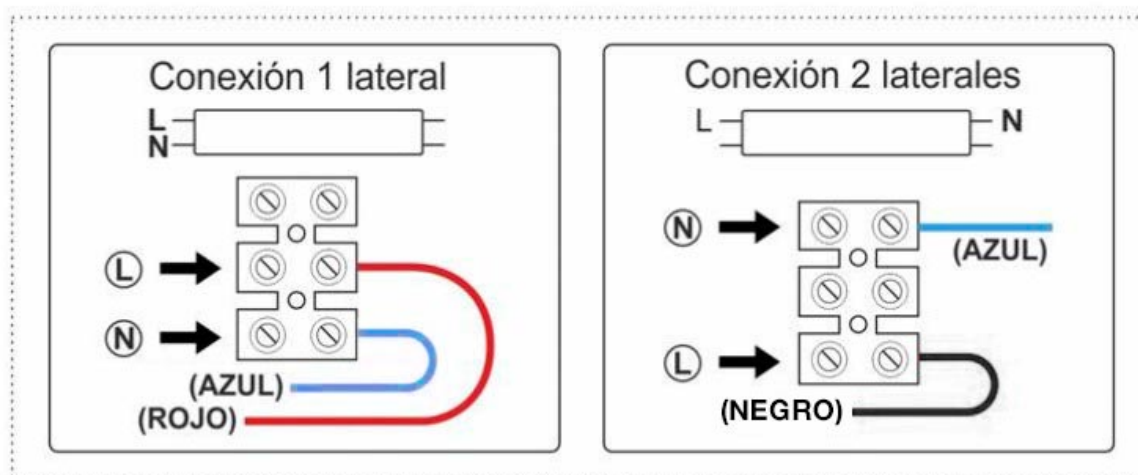 Conexión 1 lateral
L
N
L
N
(AZUL)
(ROJO)
Conexión 2 laterales
L N
N
(AZUL)
L
(NEGRO)